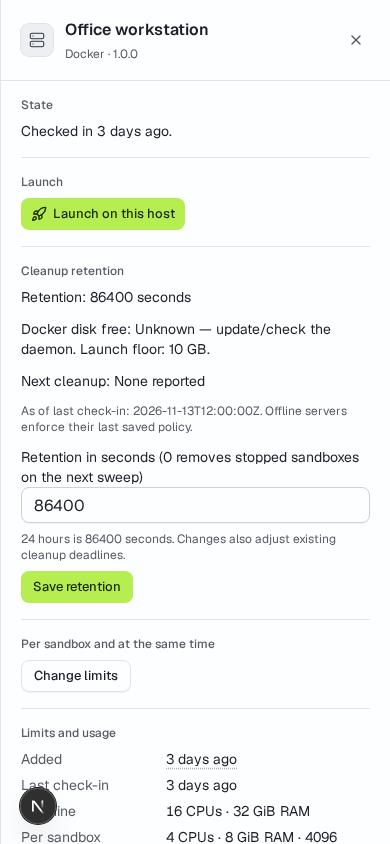 Office workstation
Docker · 1.0.0
State
Checked in 3 days ago.
Launch
Launch on this host
Cleanup retention
Retention: 86400 seconds
Docker disk free: Unknown — update/check the
daemon. Launch floor: 10 GB.
Next cleanup: None reported
As of last check-in: 2026-11-13T12:00:00Z. Offline servers
enforce their last saved policy.
Retention in seconds (0 removes stopped sandboxes
on the next sweep)
86400
24 hours is 86400 seconds. Changes also adjust existing
cleanup deadlines.
Save retention
Per sandbox and at the same time
Change limits
Limits and usage
Added 3 days ago
Last check-in 3 days ago
N 16 CPUs · 32 GiB RAM
Per sandbox 4 CPUs · 8 GiB RAM · 4096